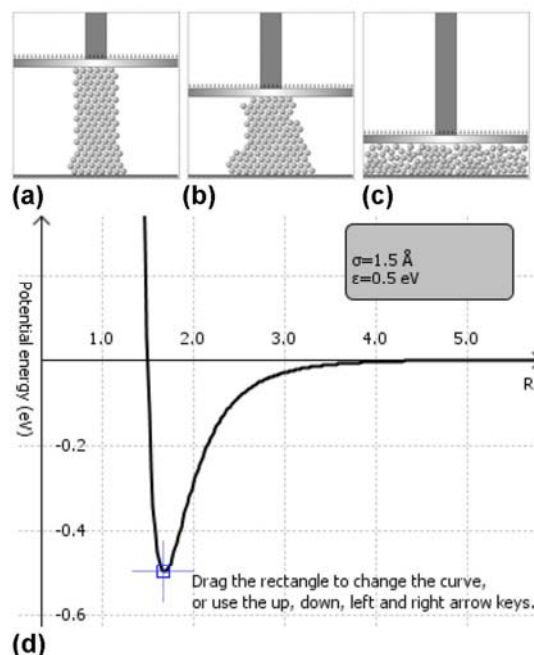 (a) (b) (c)
σ=1.5 Å
ε=0.5 eV
Potential energy (eV)
1.0 2.0 3.0 4.0 5.0
R
-0.2
-0.4
-0.6
Drag the rectangle to change the curve,
or use the up, down, left and right arrow keys.
(d)